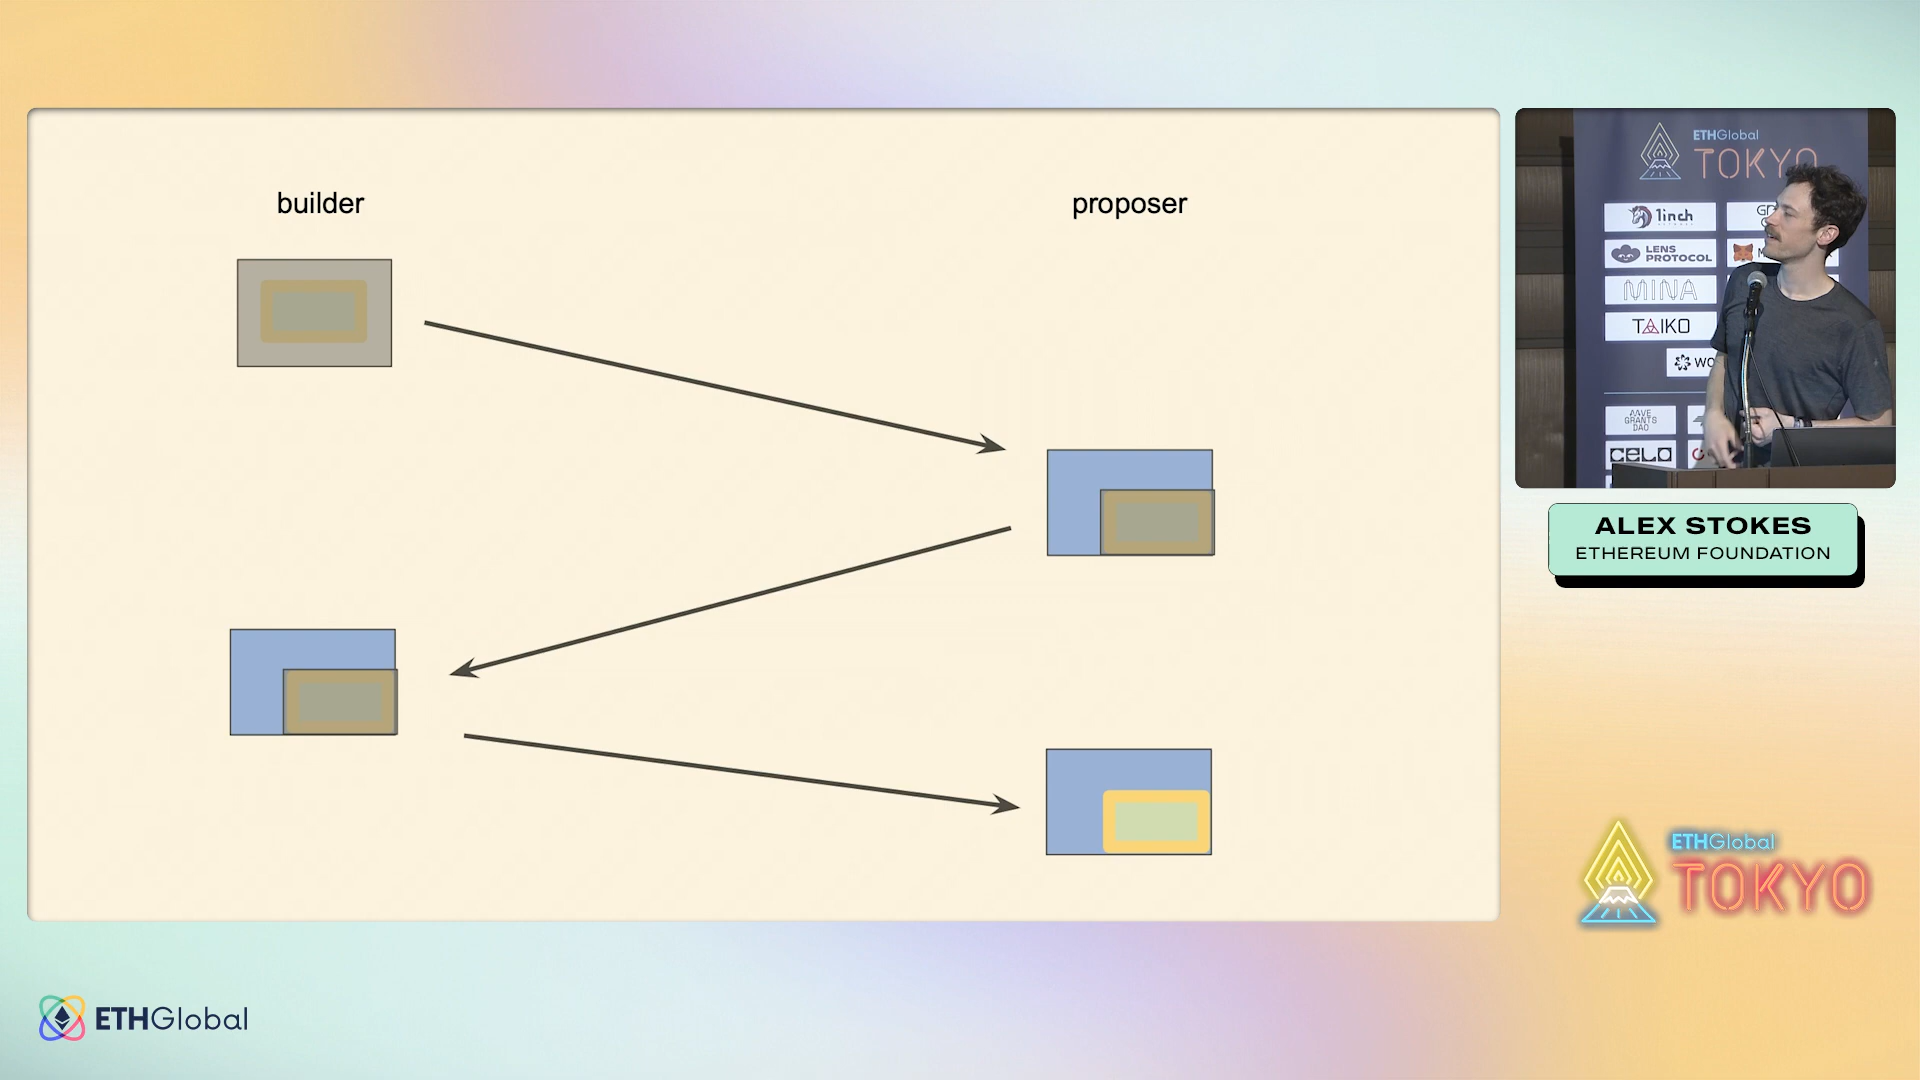 builder
proposer
ETHGlobal
TOKYO
1inch
LENS
PROTOCOL
MINA
TAIKO
AAVE
GRANTS
DAO
CELO
ALEX STOKES
ETHEREUM FOUNDATION
ETHGlobal
TOKYO
ETHGlobal